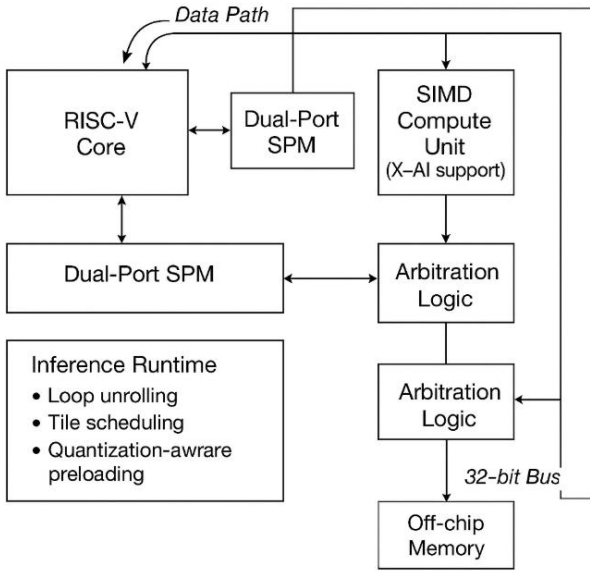 Data Path
RISC-V
Core
Dual-Port
SPM
SIMD
Compute
Unit
(X–AI support)
Dual-Port SPM
Arbitration
Logic
Inference Runtime
• Loop unrolling
• Tile scheduling
• Quantization-awrare
preloading
Arbitration
Logic
32–bit Bus
Off-chip
Memory